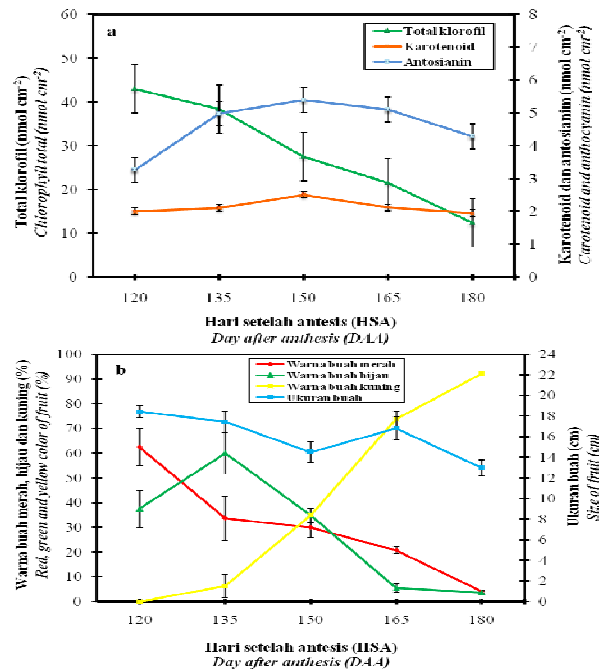 a
Total klorofil
Karotenoid
Antosianin
Total klorofil (nmol cm-2)
Chlorophyll total (nmol cm-2)
60
50
40
30
20
10
0
8
7
6
5
4
3
2
1
0
Karotenoid dan antosianim (nmol cm-2)
Carotenoid and anthocyanin (nmol cm-2)
120 135 150 165 180
Hari setelah antesis (HSA)
Day after anthesis (DAA)
b
Warna buah merah
Warna buah hijau
Warna buah kuning
Ukuran buah
Warna buah merah, hijau dan kuning (%)
Red, green and yellow color of fruit (%)
100
90
80
70
60
50
40
30
20
10
0
24
22
20
18
16
14
12
10
8
6
4
2
0
Ukuran buah (cm)
Size of fruit (cm)
120 135 150 165 180
Hari setelah antesis (HSA)
Day after anthesis (DAA)